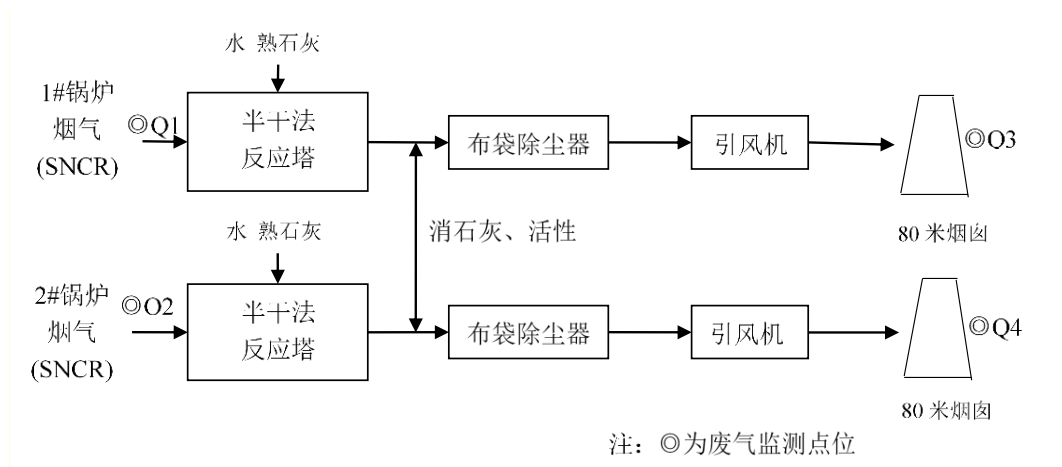 水 熟石灰
1#锅炉
烟气
(SNCR)
◎Q1
半干法
反应塔
布袋除尘器
引风机
◎Q3
80 米烟囱
消石灰、活性
水 熟石灰
2#锅炉
烟气
(SNCR)
◎O2
半干法
反应塔
布袋除尘器
引风机
◎Q4
80 米烟囱
注：◎为废气监测点位